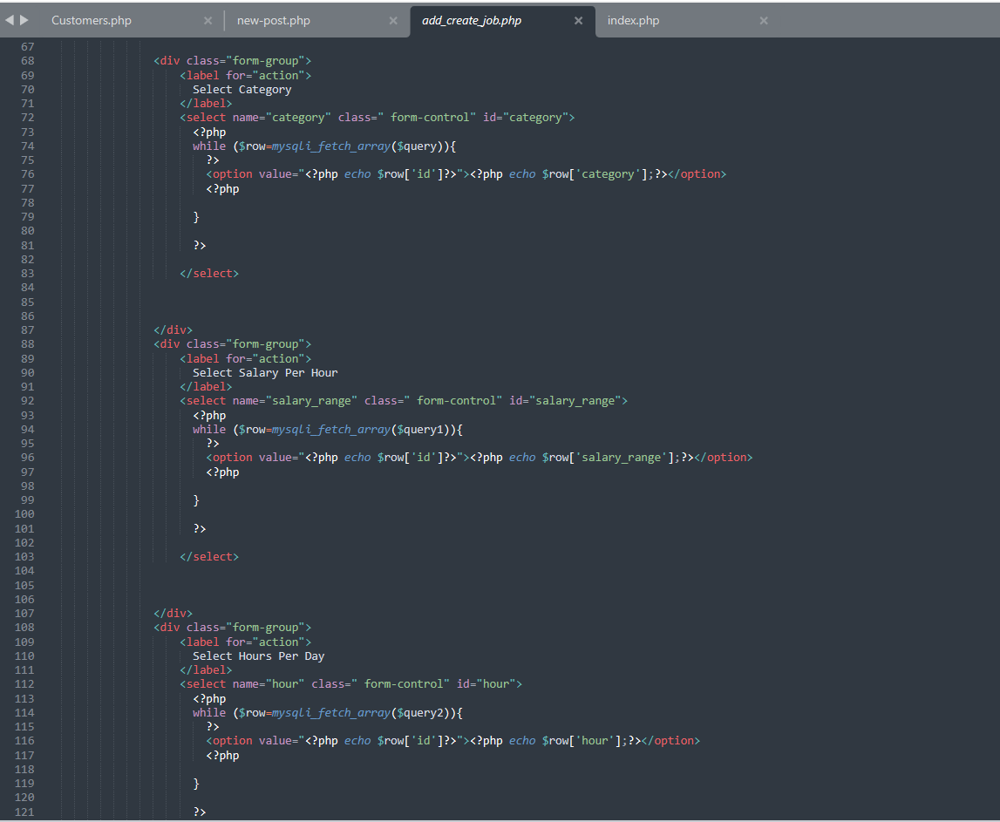 Customers.php × new-post.php × add_create_job.php × index.php ×
67
68 <div class="form-group">
69 <label for="action">
70 Select Category
71 </label>
72 <select name="category" class=" form-control" id="category">
73 <?php
74 while ($row=mysqli_fetch_array($query)){
75 ?>
76 <option value="<?php echo $row['id']?>"><?php echo $row['category'];?></option>
77 <?php
78
79 }
80
81 ?>
82
83 </select>
84
85
86
87 </div>
88 <div class="form-group">
89 <label for="action">
90 Select Salary Per Hour
91 </label>
92 <select name="salary_range" class=" form-control" id="salary_range">
93 <?php
94 while ($row=mysqli_fetch_array($query1)){
95 ?>
96 <option value="<?php echo $row['id']?>"><?php echo $row['salary_range'];?></option>
97 <?php
98
99 }
100
101 ?>
102
103 </select>
104
105
106
107 </div>
108 <div class="form-group">
109 <label for="action">
110 Select Hours Per Day
111 </label>
112 <select name="hour" class=" form-control" id="hour">
113 <?php
114 while ($row=mysqli_fetch_array($query2)){
115 ?>
116 <option value="<?php echo $row['id']?>"><?php echo $row['hour'];?></option>
117 <?php
118
119 }
120
121 ?>